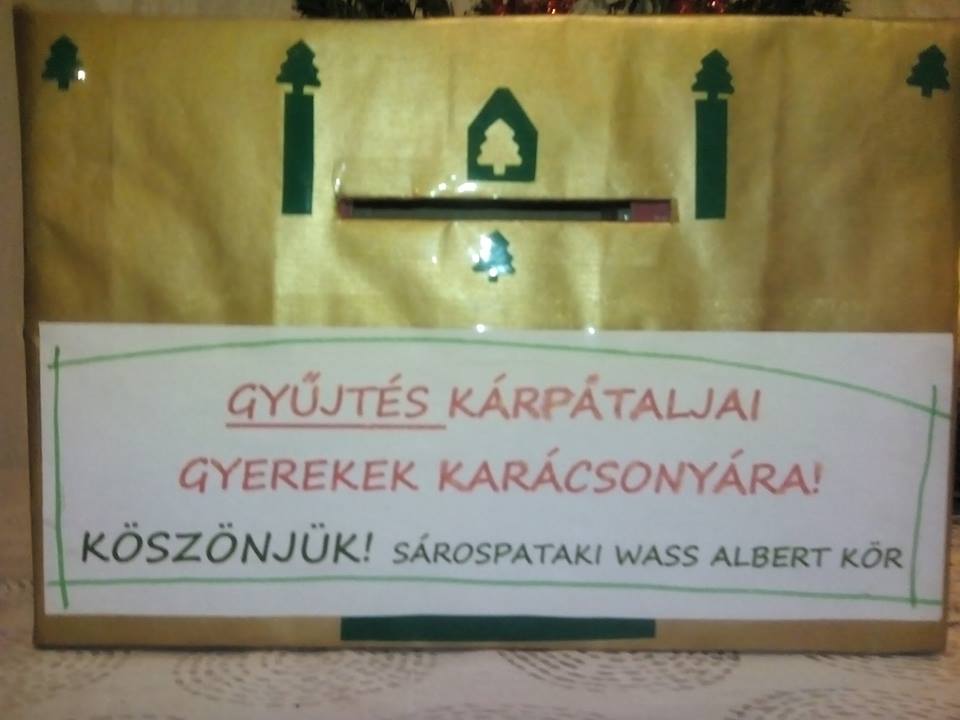 GYŰJTÉS KÁRPÁTALJAI
GYEREKEK KARÁCSONYÁRA!
KÖSZÖNJÜK! SÁROSPATAKI WASS ALBERT KÖR